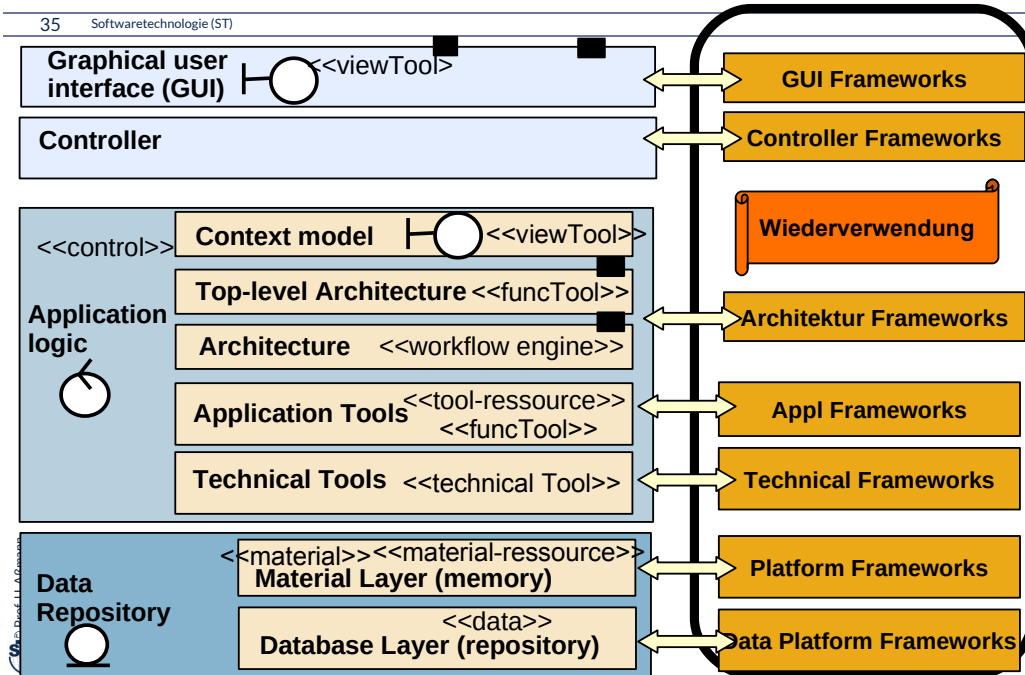 35 Softwaretechnologie (ST)
Graphical user
interface (GUI)
<<viewTool>
GUI Frameworks
Controller
Controller Frameworks
Wiederverwendung
<<control>>
Context model
<<viewTool>>
Top-level Architecture <<funcTool>>
Application
logic
Architecture <<workflow engine>>
Architektur Frameworks
Application Tools
<<tool-ressource>>
<<funcTool>>
Appl Frameworks
Technical Tools <<technical Tool>>
Technical Frameworks
Data
Repository
<<material>><<material-ressource>>
Material Layer (memory)
Platform Frameworks
<<data>>
Database Layer (repository)
Data Platform Frameworks
© Prof. U. Aßmann